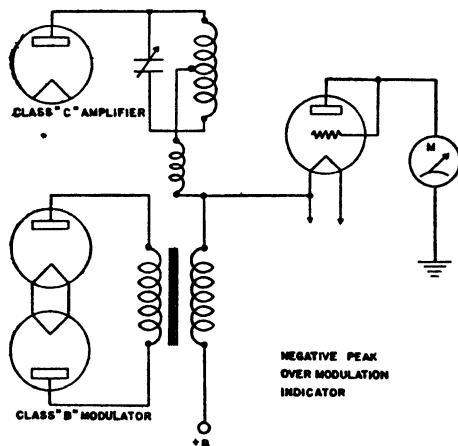 CLASS "C" AMPLIFIER
M
NEGATIVE PEAK
OVER MODULATION
INDICATOR
CLASS "B" MODULATOR
+B